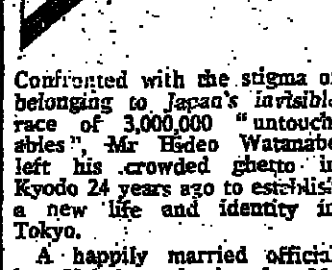 Confronted with the stigma of
belonging to Japan's invisible
race of 3,000,000 "untouch-
ables", Mr Hideo Watanabe
left his crowded ghetto in
Kyodo 24 years ago to establish
a new life and identity in
Tokyo.
A happily married official